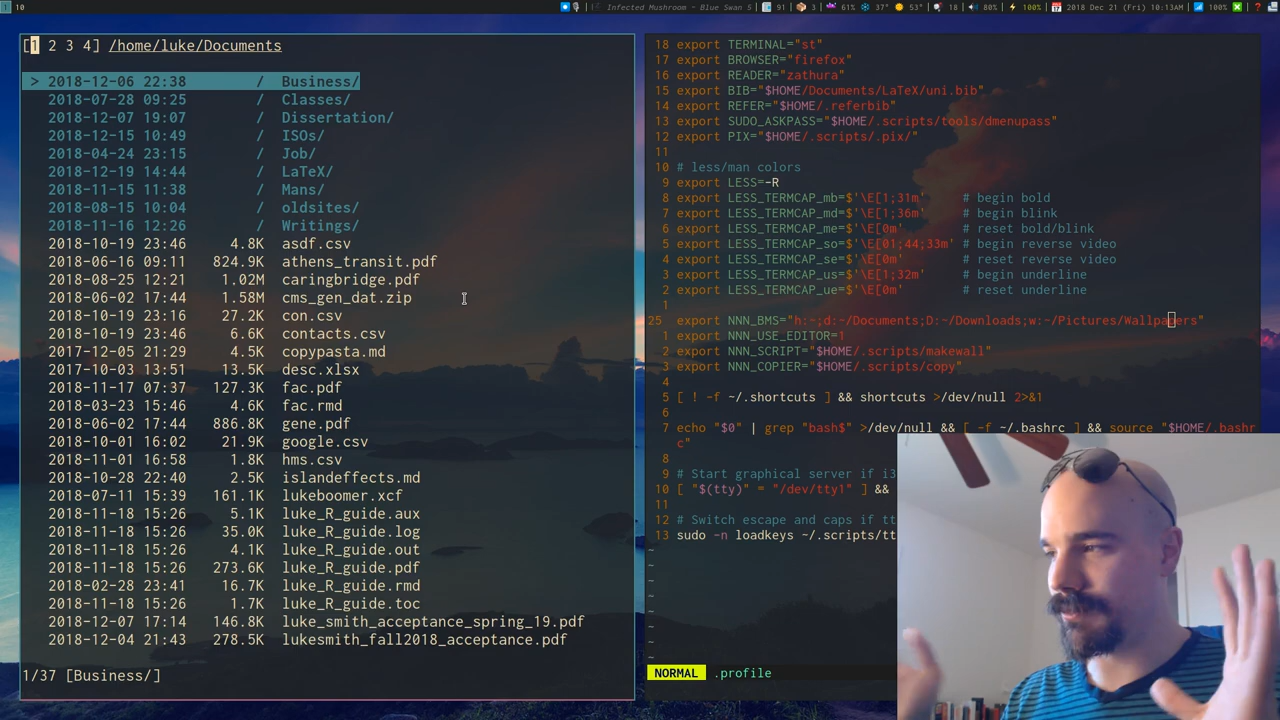 10 Infected Mushroom - Blue Swan 5 91 3 61% 37° 53° 18 80% 100% 2018 Dec 21 (Fri) 10:13AM 100%
[1 2 3 4] /home/luke/Documents
> 2018-12-06 22:38 / Business/
2018-07-28 09:25 / Classes/
2018-12-07 19:07 / Dissertation/
2018-12-15 10:49 / ISOs/
2018-04-24 23:15 / Job/
2018-12-19 14:44 / LaTeX/
2018-11-15 11:38 / Mans/
2018-08-15 10:04 / oldsites/
2018-11-16 12:26 / Writings/
2018-10-19 23:46 4.8K asdf.csv
2018-06-16 09:11 824.9K athens_transit.pdf
2018-08-25 12:21 1.02M caringbridge.pdf
2018-06-02 17:44 1.58M cms_gen_dat.zip
2018-10-19 23:16 27.2K con.csv
2018-10-19 23:46 6.6K contacts.csv
2017-12-05 21:29 4.5K copypasta.md
2017-10-03 13:51 13.5K desc.xlsx
2018-11-17 07:37 127.3K fac.pdf
2018-03-23 15:46 4.6K fac.rmd
2018-06-02 17:44 886.8K gene.pdf
2018-10-01 16:02 21.9K google.csv
2018-11-01 16:58 1.8K hms.csv
2018-10-28 22:40 2.5K islandeffects.md
2018-07-11 15:39 161.1K lukeboomer.xcf
2018-11-18 15:26 5.1K luke_R_guide.aux
2018-11-18 15:26 35.0K luke_R_guide.log
2018-11-18 15:26 4.1K luke_R_guide.out
2018-11-18 15:26 273.6K luke_R_guide.pdf
2018-02-28 23:41 16.7K luke_R_guide.rmd
2018-11-18 15:26 1.7K luke_R_guide.toc
2018-12-07 17:14 146.8K luke_smith_acceptance_spring_19.pdf
2018-12-04 21:43 278.5K lukesmith_fall2018_acceptance.pdf
1/37 [Business/]
18 export TERMINAL="st"
17 export BROWSER="firefox"
16 export READER="zathura"
15 export BIB="$HOME/Documents/LaTeX/uni.bib"
14 export REFER="$HOME/.referbib"
13 export SUDO_ASKPASS="$HOME/.scripts/tools/dmenupass"
12 export PIX="$HOME/.scripts/.pix/"
11
10 # less/man colors
9 export LESS=-R
8 export LESS_TERMCAP_mb=$'\E[1;31m' # begin bold
7 export LESS_TERMCAP_md=$'\E[1;36m' # begin blink
6 export LESS_TERMCAP_me=$'\E[0m' # reset bold/blink
5 export LESS_TERMCAP_so=$'\E[01;44;33m' # begin reverse video
4 export LESS_TERMCAP_se=$'\E[0m' # reset reverse video
3 export LESS_TERMCAP_us=$'\E[1;32m' # begin underline
2 export LESS_TERMCAP_ue=$'\E[0m' # reset underline
1
25 export NNN_BMS="h:~;d:~/Documents;D:~/Downloads;w:~/Pictures/Wallpapers"
1 export NNN_USE_EDITOR=1
2 export NNN_SCRIPT="$HOME/.scripts/makewall"
3 export NNN_COPIER="$HOME/.scripts/copy"
4
5 [ ! -f ~/.shortcuts ] && shortcuts >/dev/null 2>&1
6
7 echo "$0" | grep "bash$" >/dev/null && [ -f ~/.bashrc ] && source "$HOME/.bashr
c"
8
9 # Start graphical server if i3
10 [ "$(tty)" = "/dev/tty1" ] &&
11
12 # Switch escape and caps if tt
13 sudo -n loadkeys ~/.scripts/tt
~
~
~
~
~
~
~
~
NORMAL .profile